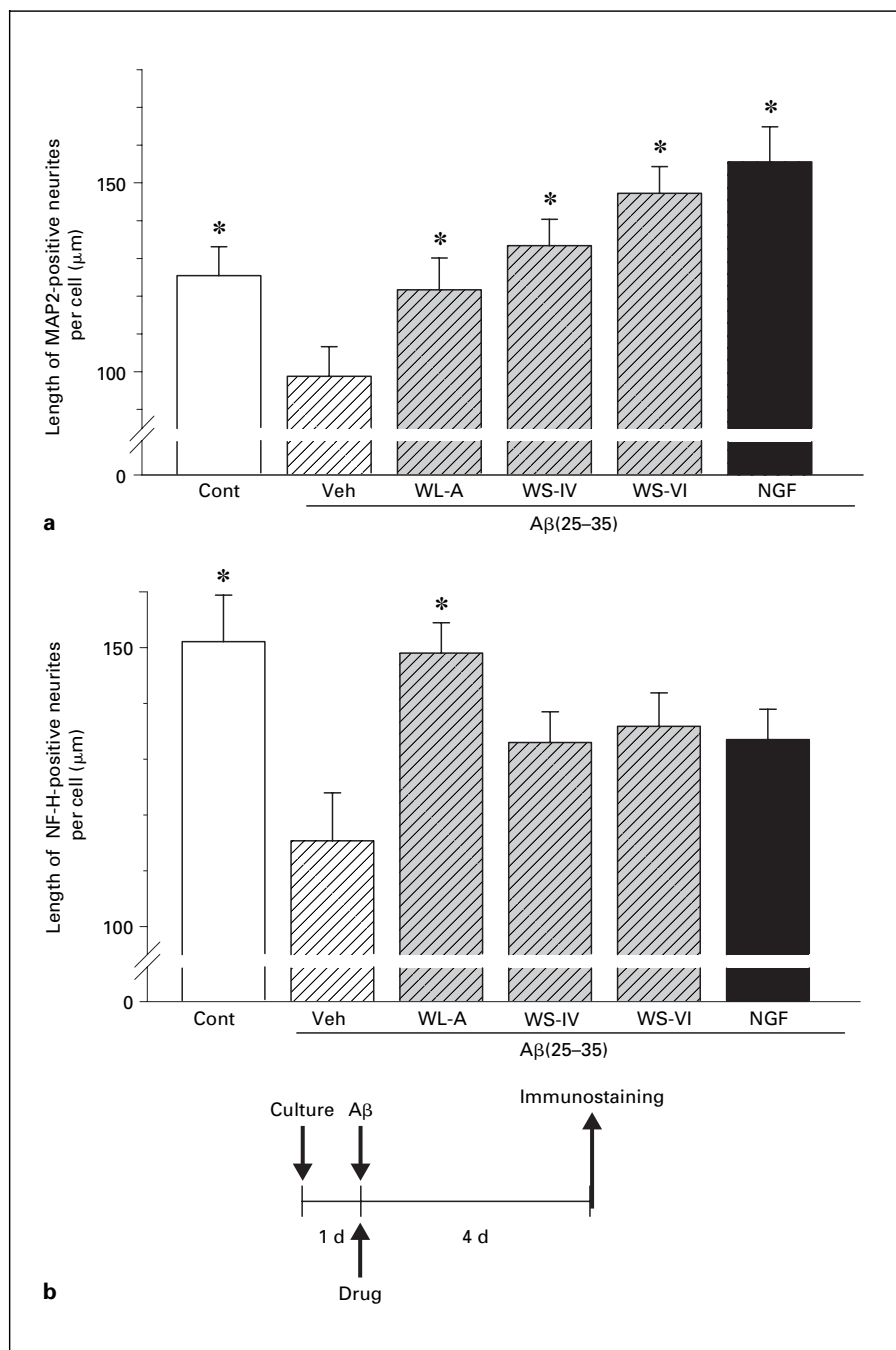 Length of MAP2-positive neurites
per cell (µm)
150
100
0
*
*
*
*
*
Cont
Veh
WL-A
WS-IV
WS-VI
NGF
Aβ(25–35)
a
Length of NF-H-positive neurites
per cell (µm)
150
100
0
*
*
Cont
Veh
WL-A
WS-IV
WS-VI
NGF
Aβ(25–35)
Immunostaining
Culture
Aβ
1 d
4 d
Drug
b